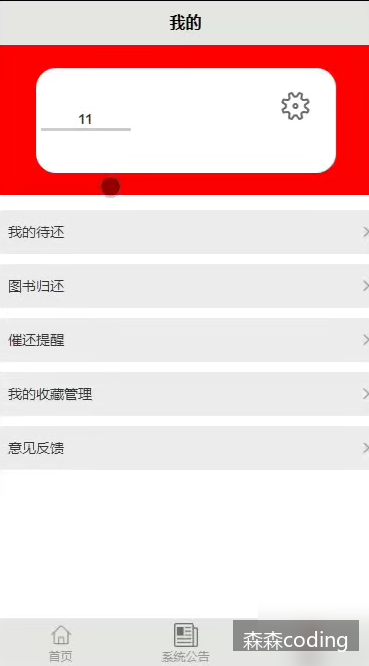 我的
11
我的待还
图书归还
催还提醒
我的收藏管理
意见反馈
首页
系统公告
森森coding